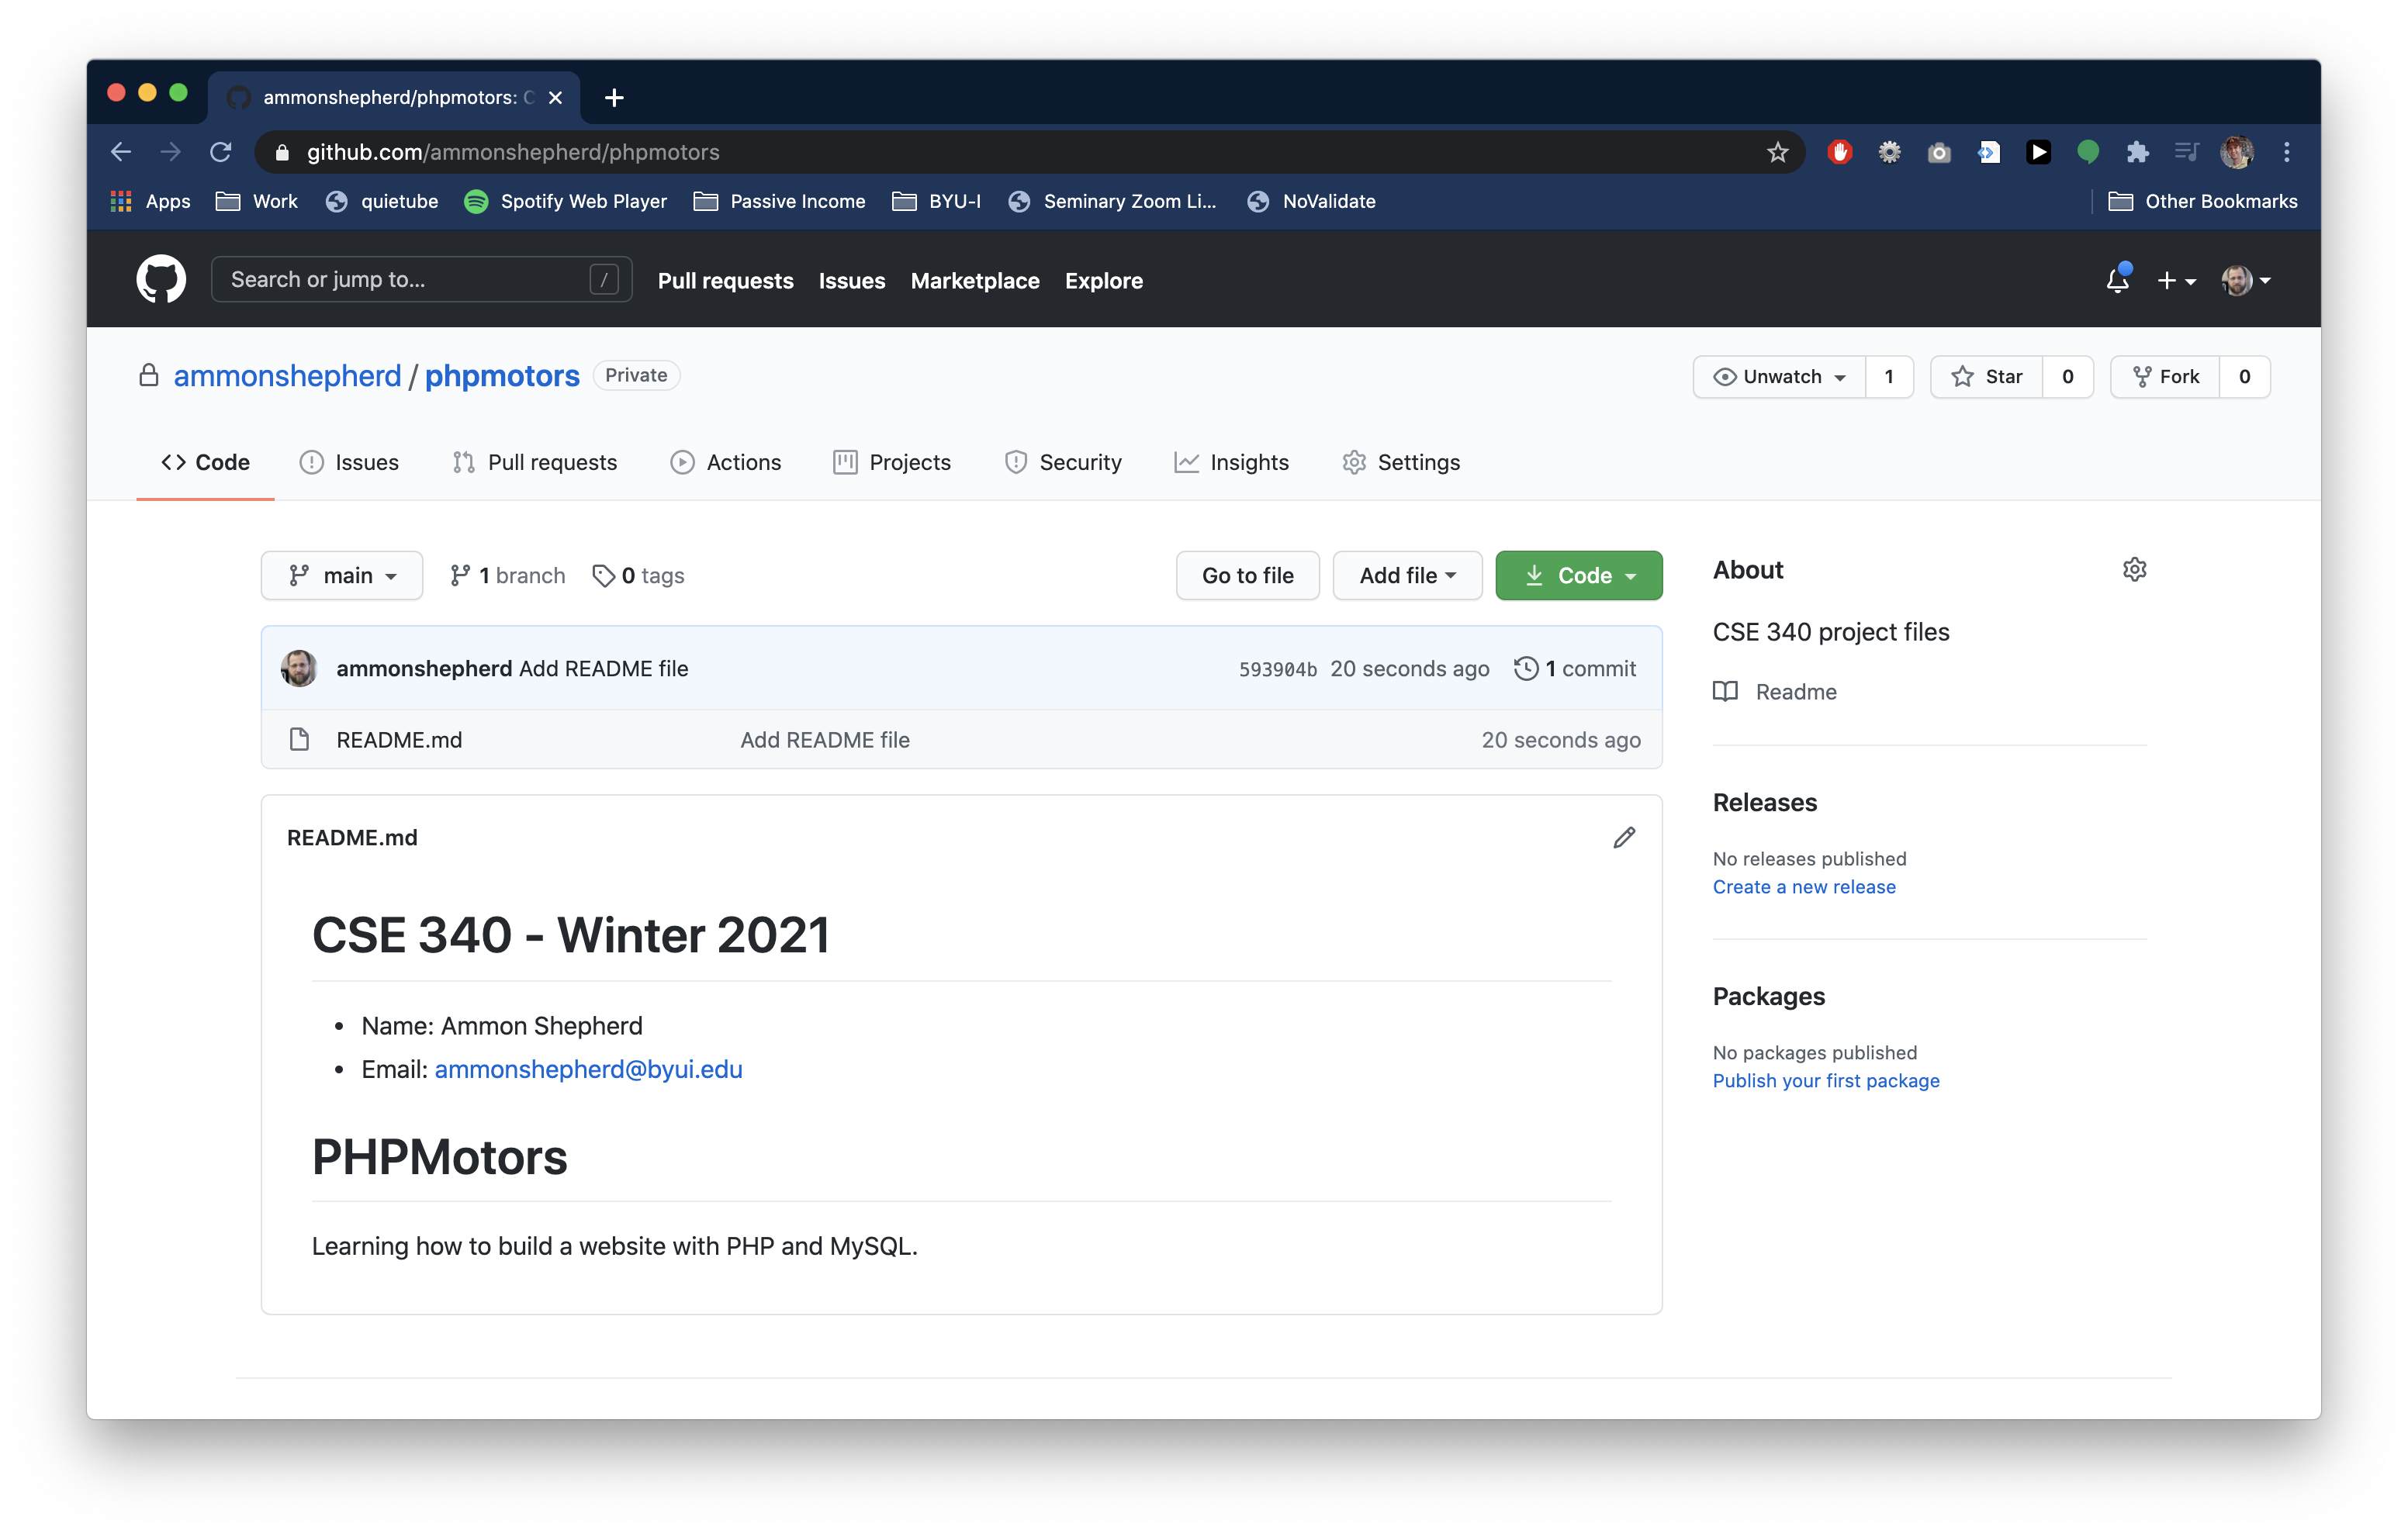 ammonshepherd/phpmotors: C
github.com/ammonshepherd/phpmotors
Apps Work quietube Spotify Web Player Passive Income BYU-I Seminary Zoom Li... NoValidate Other Bookmarks
Search or jump to... / Pull requests Issues Marketplace Explore
ammonshepherd / phpmotors Private Unwatch 1 Star 0 Fork 0
Code Issues Pull requests Actions Projects Security Insights Settings
main 1 branch 0 tags Go to file Add file Code
ammonshepherd Add README file 593904b 20 seconds ago 1 commit
README.md Add README file 20 seconds ago
README.md
CSE 340 - Winter 2021
• Name: Ammon Shepherd
• Email: ammonshepherd@byui.edu
PHPMotors
Learning how to build a website with PHP and MySQL.
About
CSE 340 project files
Readme
Releases
No releases published
Create a new release
Packages
No packages published
Publish your first package